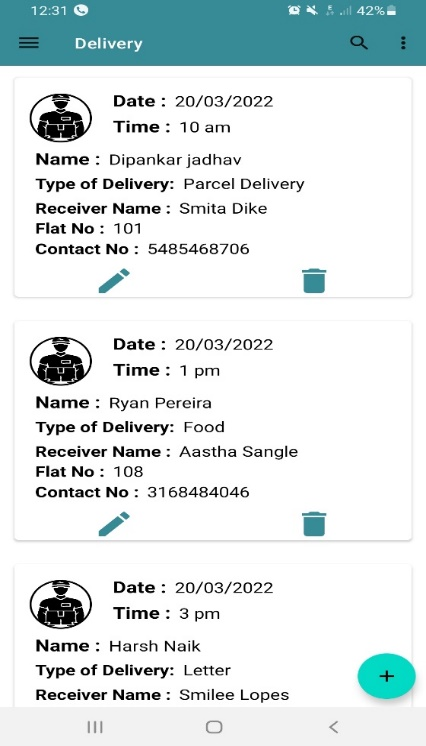 12:31 42%
Delivery
Date : 20/03/2022
Time : 10 am
Name : Dipankar jadhav
Type of Delivery: Parcel Delivery
Receiver Name : Smita Dike
Flat No : 101
Contact No : 5485468706
Date : 20/03/2022
Time : 1 pm
Name : Ryan Pereira
Type of Delivery: Food
Receiver Name : Aastha Sangle
Flat No : 108
Contact No : 3168484046
Date : 20/03/2022
Time : 3 pm
Name : Harsh Naik
Type of Delivery: Letter
Receiver Name : Smilee Lopes